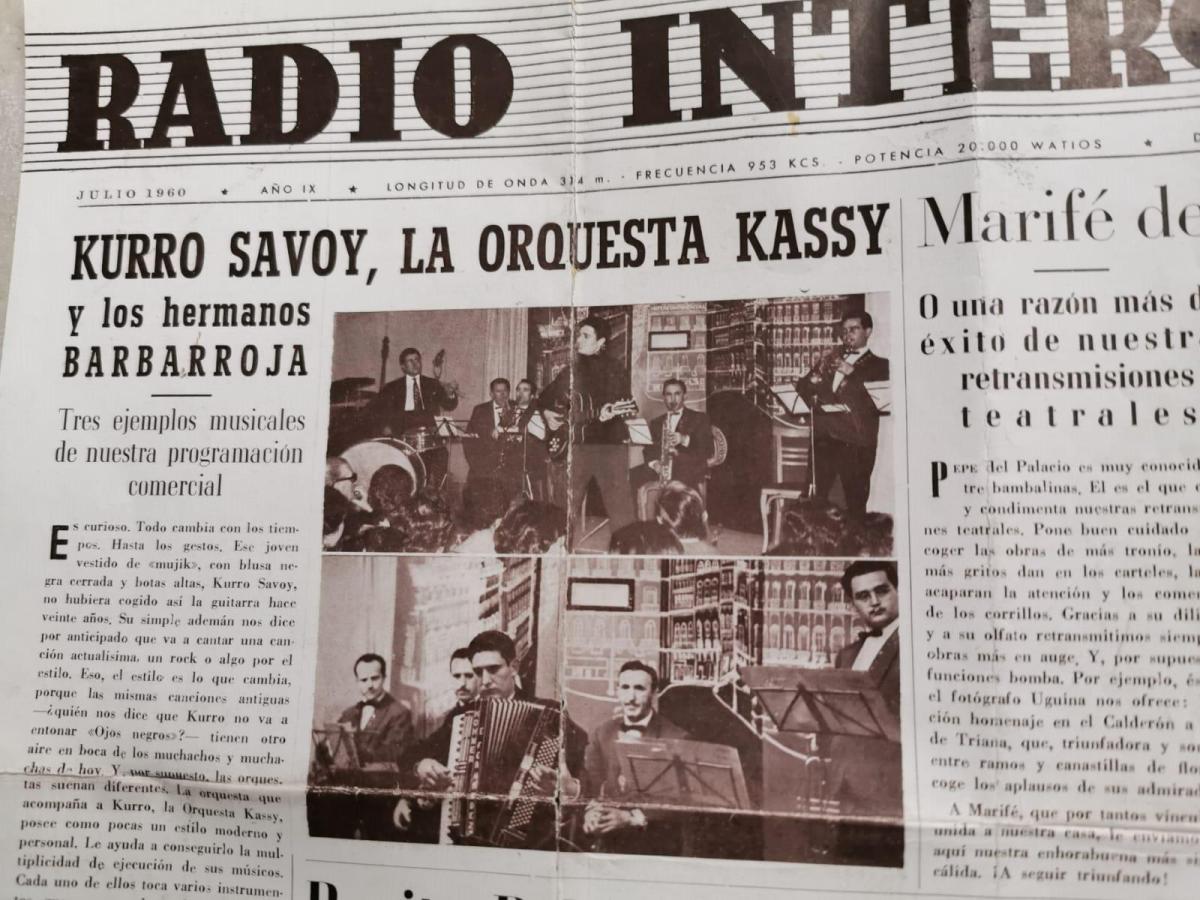 RADIO INTERC
JULIO 1960 ★ AÑO IX ★ LONGITUD DE ONDA 314 m. - FRECUENCIA 953 KCS. - POTENCIA 20.000 WATIOS ★
KURRO SAVOY, LA ORQUESTA KASSY
y los hermanos
BARBARROJA
Tres ejemplos musicales
de nuestra programación
comercial
Es curioso. Todo cambia con los tiem-
pos. Hasta los gestos. Ese joven
vestido de «mujik», con blusa ne-
gra cerrada y botas altas, Kurro Savoy,
no hubiera cogido así la guitarra hace
veinte años. Su simple ademán nos dice
por anticipado que va a cantar una can-
ción actualísima, un rock o algo por el
estilo. Eso, el estilo es lo que cambia,
porque las mismas canciones antiguas
—¿quién nos dice que Kurro no va a
entonar «Ojos negros»?— tienen otro
aire en boca de los muchachos y mucha-
chas de hoy. Y, por supuesto, las orques-
tas suenan diferentes. La orquesta que
acompaña a Kurro, la Orquesta Kassy,
posee como pocas un estilo moderno y
personal. Le ayuda a conseguirlo la mul-
tiplicidad de ejecución de sus músicos.
Cada uno de ellos toca varios instrumen-
Marifé de
O una razón más d
éxito de nuestra
retransmisiones
teatrales
PEPE del Palacio es muy conocid
tre bambalinas. El es el que c
y condimenta nuestras retrans
nes teatrales. Pone buen cuidado
coger las obras de más tronío, la
más gritos dan en los carteles, la
acaparan la atención y los come
de los corrillos. Gracias a su dili
y a su olfato retransmitimos siem
obras más en auge. Y, por supue
funciones bomba. Por ejemplo, és
el fotógrafo Uguina nos ofrece:
ción homenaje en el Calderón a
de Triana, que, triunfadora y so
entre ramos y canastillas de flo
coge los aplausos de sus admirad
A Marifé, que por tantos víncu
unida a nuestra casa, le enviamo
aquí nuestra enhorabuena más si
cálida. ¡A seguir triunfando!